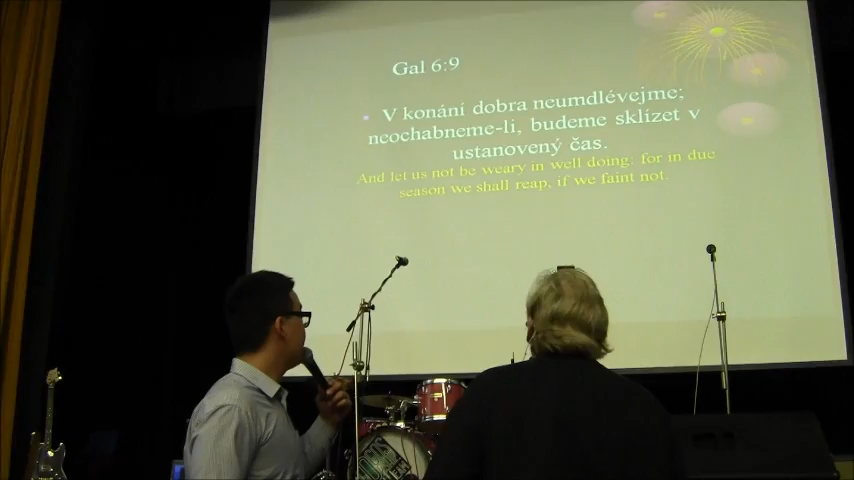 Gal 6:9
V konání dobra neumdlévejme;
neochabneme-li, budeme sklízet v
ustanovený čas.
And let us not be weary in well doing: for in due
season we shall reap, if we faint not.